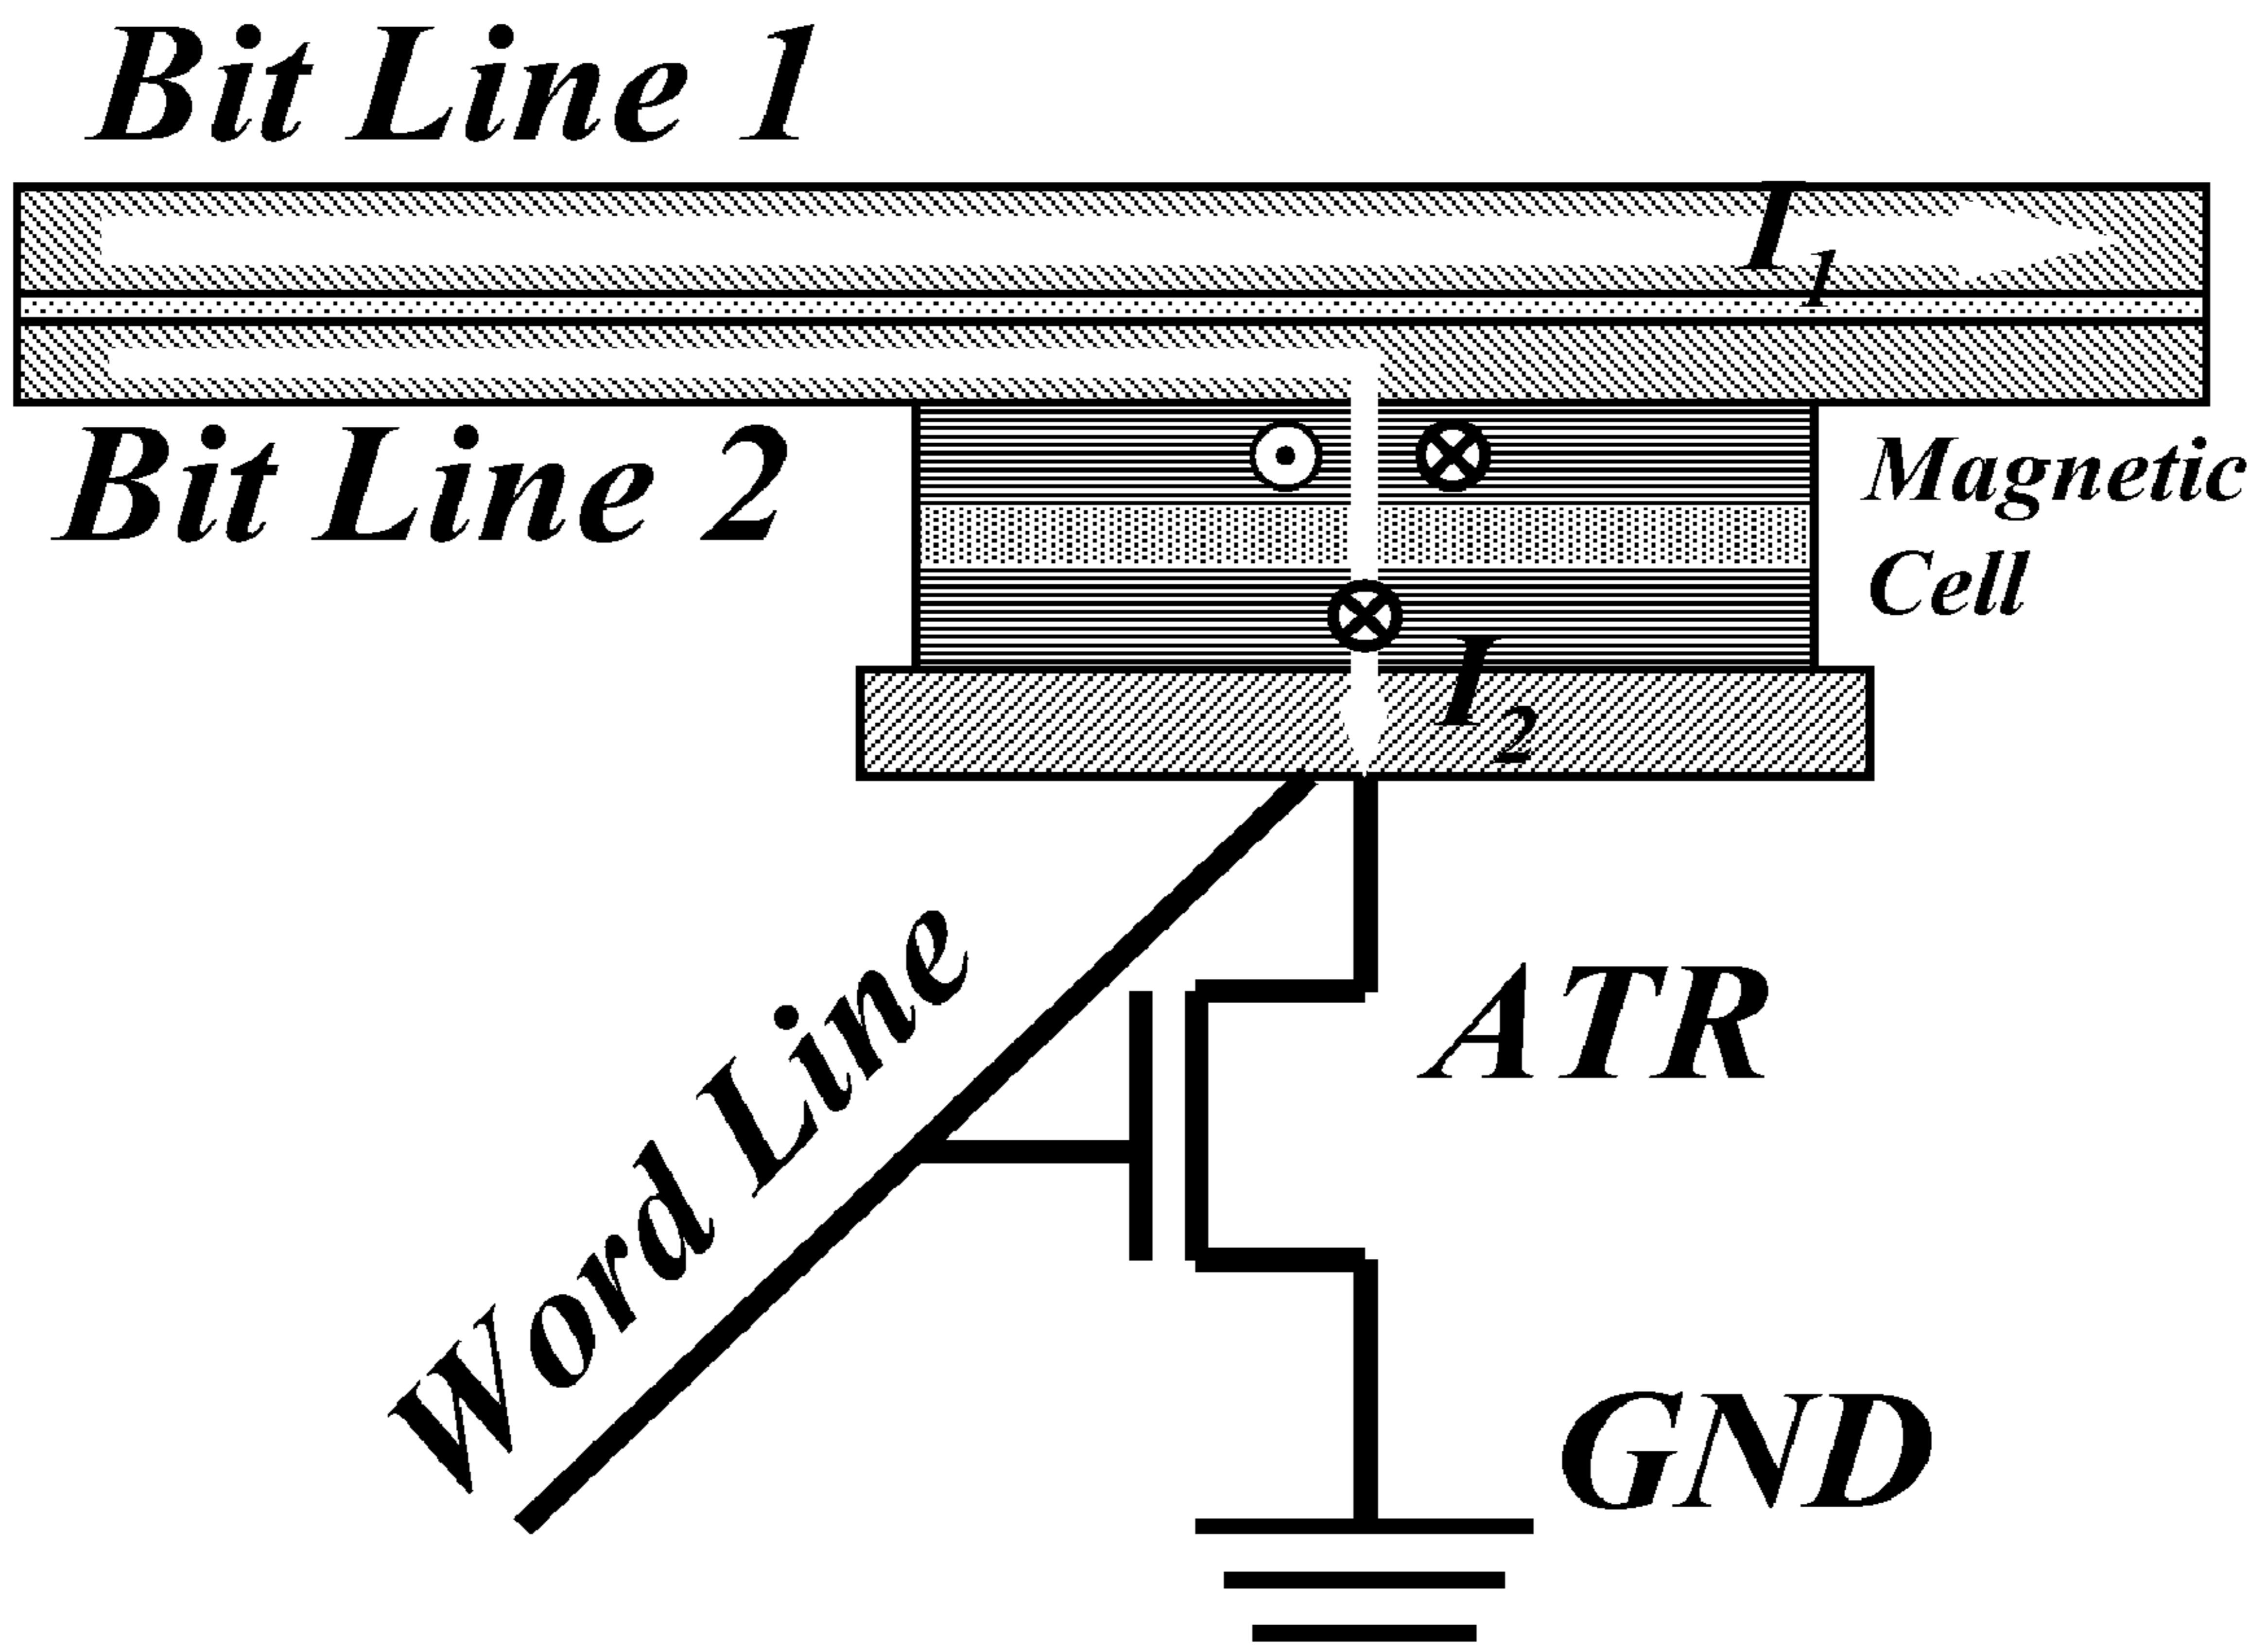 Bit Line 1
I1
Bit Line 2
Magnetic
Cell
I2
Word Line
ATR
GND